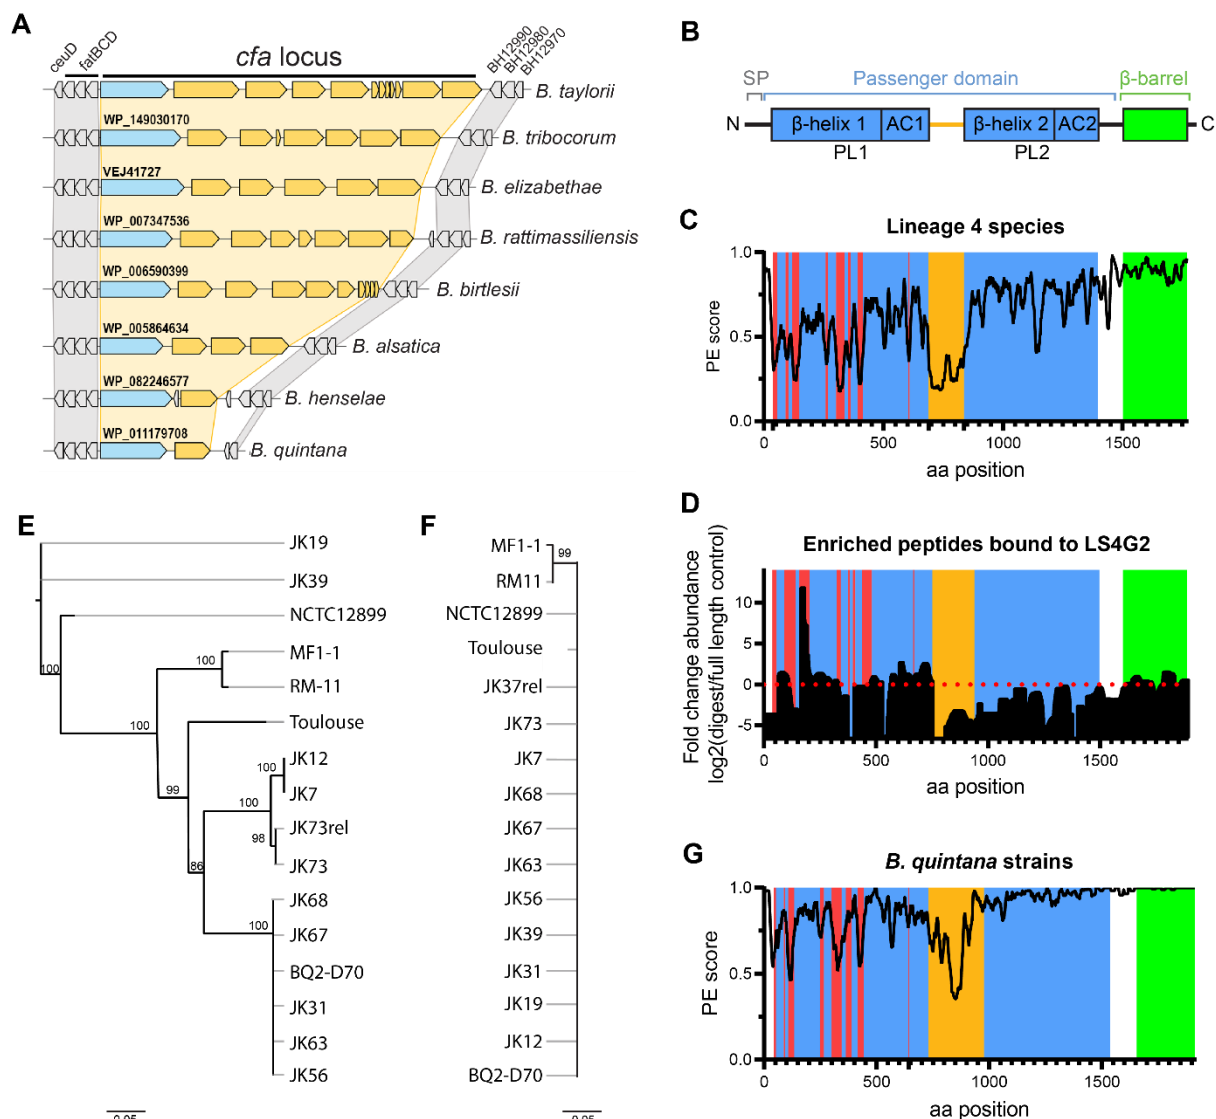 A
ceuD
fatBCD
cfa locus
BH12990
BH12980
BH12970
B. taylorii
WP_149030170
B. tribocorum
VEJ41727
B. elizabethae
WP_007347536
B. rattimassiliensis
WP_006590399
B. birtlesii
WP_005864634
B. alsatica
WP_082246577
B. henselae
WP_011179708
B. quintana
B
SP
Passenger domain
β-barrel
N
β-helix 1
AC1
β-helix 2
AC2
C
PL1
PL2
C
Lineage 4 species
PE score
1.0
0.5
0.0
0
500
1000
1500
aa position
D
Enriched peptides bound to LS4G2
Fold change abundance
log2(digest/full length control)
10
5
0
-5
0
500
1000
1500
aa position
E
JK19
JK39
NCTC12899
MF1-1
RM-11
Toulouse
JK12
JK7
JK73rel
JK73
JK68
JK67
BQ2-D70
JK31
JK63
JK56
100
100
100
99
100
100
98
86
100
0.05
F
MF1-1
99
RM11
NCTC12899
Toulouse
JK37rel
JK73
JK7
JK68
JK67
JK63
JK56
JK39
JK31
JK19
JK12
BQ2-D70
0.05
G
B. quintana strains
PE score
1.0
0.5
0.0
0
500
1000
1500
aa position